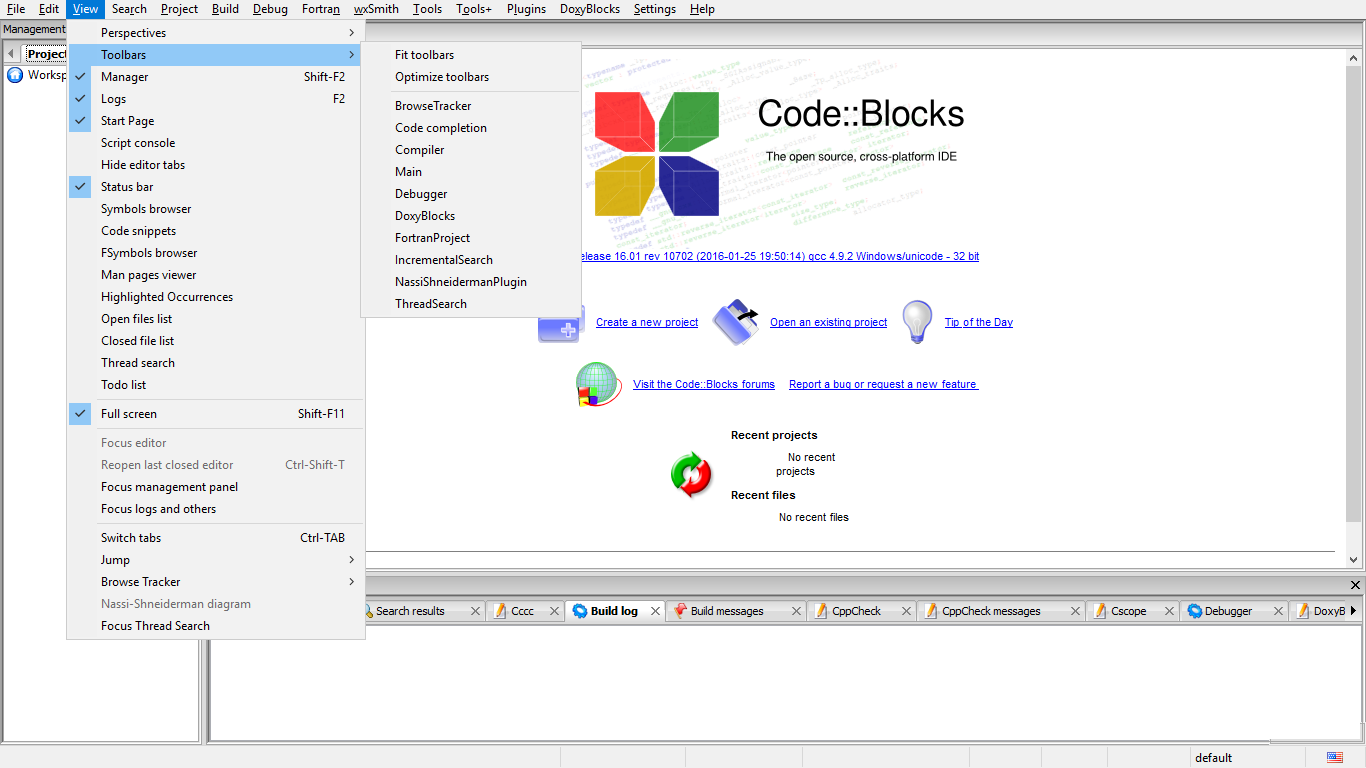 File Edit View Search Project Build Debug Fortran wxSmith Tools Tools+ Plugins DoxyBlocks Settings Help
Management
Project
Worksp
Perspectives
Toolbars
Manager Shift-F2
Logs F2
Start Page
Script console
Hide editor tabs
Status bar
Symbols browser
Code snippets
FSymbols browser
Man pages viewer
Highlighted Occurrences
Open files list
Closed file list
Thread search
Todo list
Full screen Shift-F11
Focus editor
Reopen last closed editor Ctrl-Shift-T
Focus management panel
Focus logs and others
Switch tabs Ctrl-TAB
Jump
Browse Tracker
Nassi-Shneiderman diagram
Focus Thread Search
Fit toolbars
Optimize toolbars
BrowseTracker
Code completion
Compiler
Main
Debugger
DoxyBlocks
FortranProject
IncrementalSearch
NassiShneidermanPlugin
ThreadSearch
Code::Blocks
The open source, cross-platform IDE
elease 16.01 rev 10702 (2016-01-25 19:50:14) gcc 4.9.2 Windows/unicode - 32 bit
Create a new project Open an existing project Tip of the Day
Visit the Code::Blocks forums Report a bug or request a new feature
Recent projects
No recent
projects
Recent files
No recent files
Search results Cccc Build log Build messages CppCheck CppCheck messages Cscope Debugger DoxyB
default